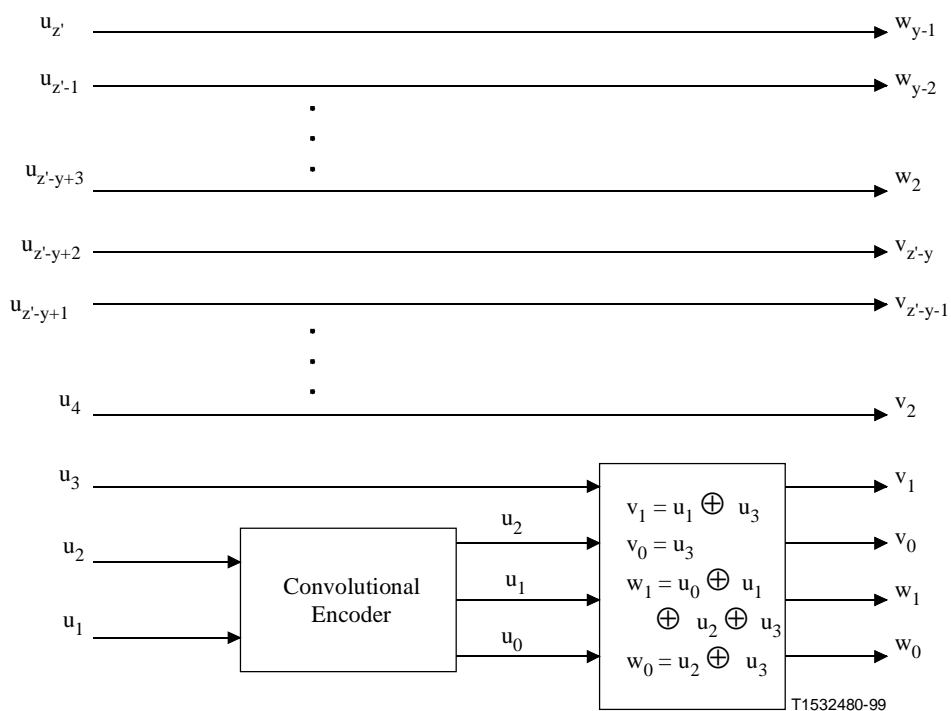 u_z' w_y-1
u_z'-1 w_y-2
u_z'-y+3 w_2
u_z'-y+2 v_z'-y
u_z'-y+1 v_z'-y-1
u_4 v_2
u_3 v_1
u_2 v_0
u_1 w_1
w_0
Convolutional
Encoder
u_2
u_1
u_0
v_1 = u_1 ⊕ u_3
v_0 = u_3
w_1 = u_0 ⊕ u_1
⊕ u_2 ⊕ u_3
w_0 = u_2 ⊕ u_3
T1532480-99